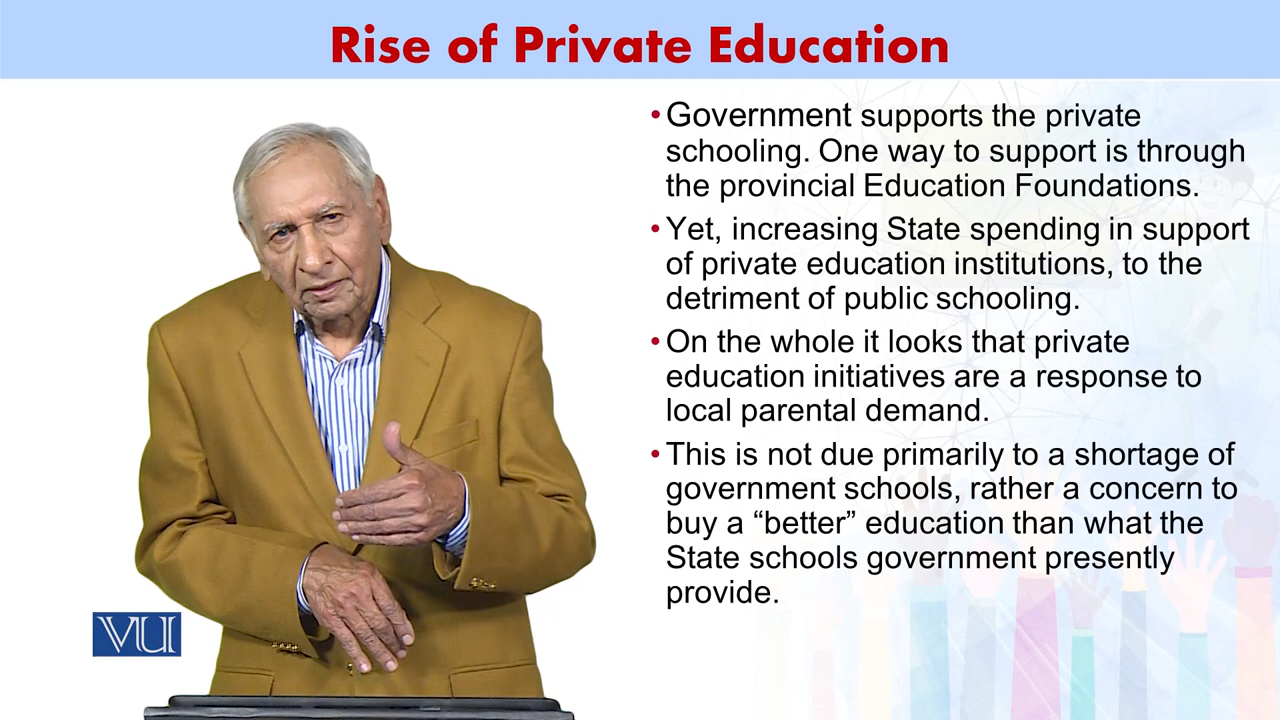 Rise of Private Education
•Government supports the private
schooling. One way to support is through
the provincial Education Foundations.
•Yet, increasing State spending in support
of private education institutions, to the
detriment of public schooling.
•On the whole it looks that private
education initiatives are a response to
local parental demand.
•This is not due primarily to a shortage of
government schools, rather a concern to
buy a “better” education than what the
State schools government presently
provide.
VU